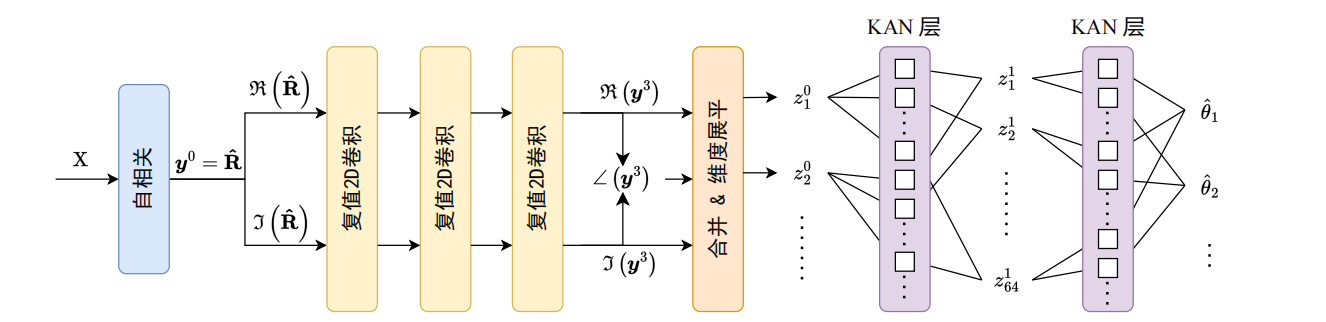 X
自相关
y⁰ = R̂
ℜ(R̂)
ℑ(R̂)
复值2D卷积
复值2D卷积
复值2D卷积
ℜ(y³)
∠(y³)
ℑ(y³)
合并 & 维度展平
z₁⁰
z₂⁰
KAN 层
z₁¹
z₂¹
z₆₄¹
KAN 层
θ̂₁
θ̂₂